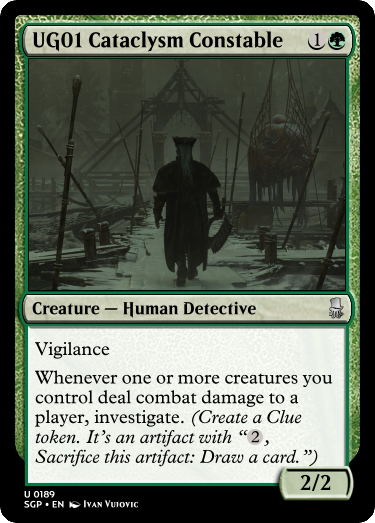 UG01 Cataclysm Constable 1
Creature — Human Detective
Vigilance
Whenever one or more creatures you
control deal combat damage to a
player, investigate. (Create a Clue
token. It's an artifact with “2,
Sacrifice this artifact: Draw a card.”)
2/2
U 0189
SGP • EN Ivan Vujovic